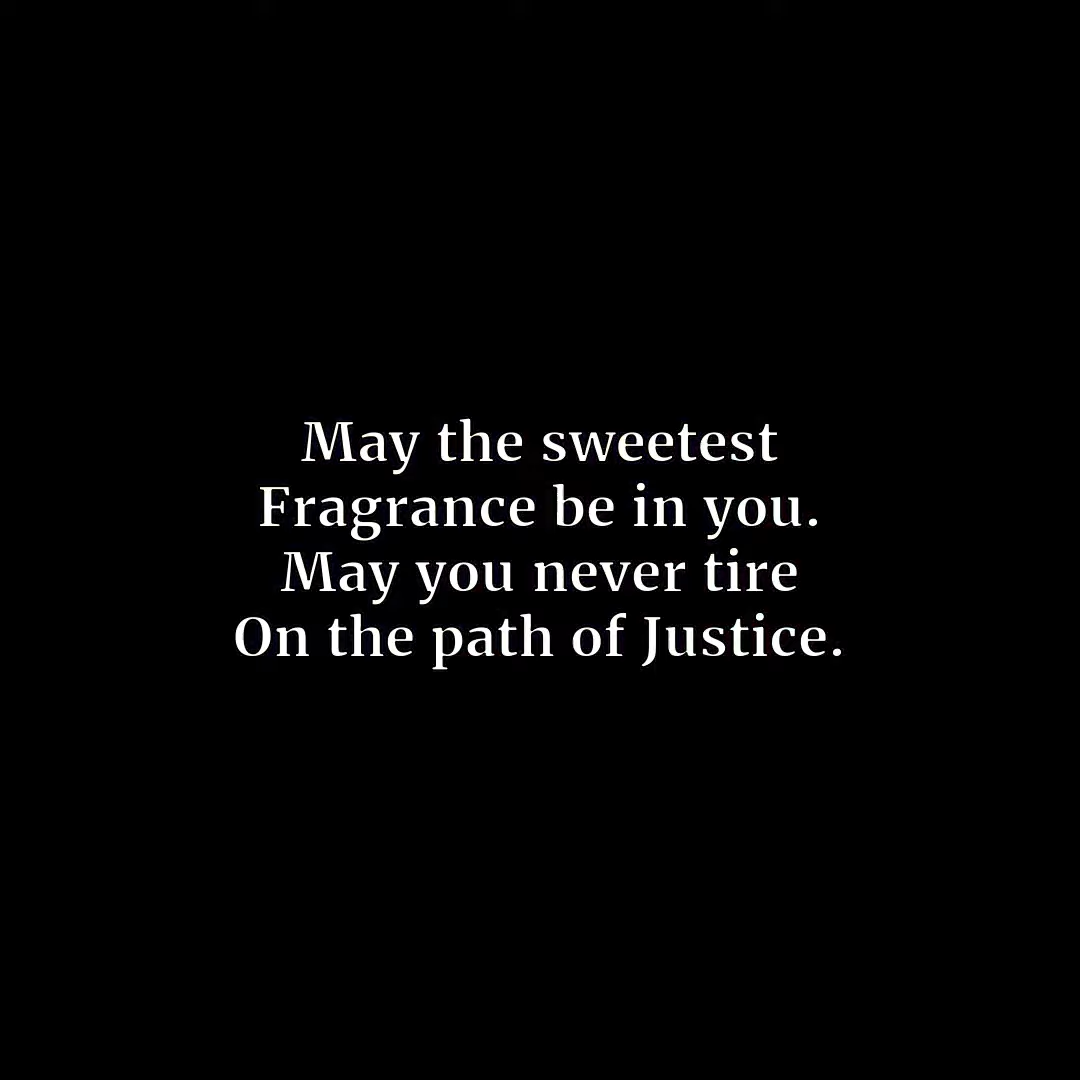 May the sweetest
Fragrance be in you.
May you never tire
On the path of Justice.